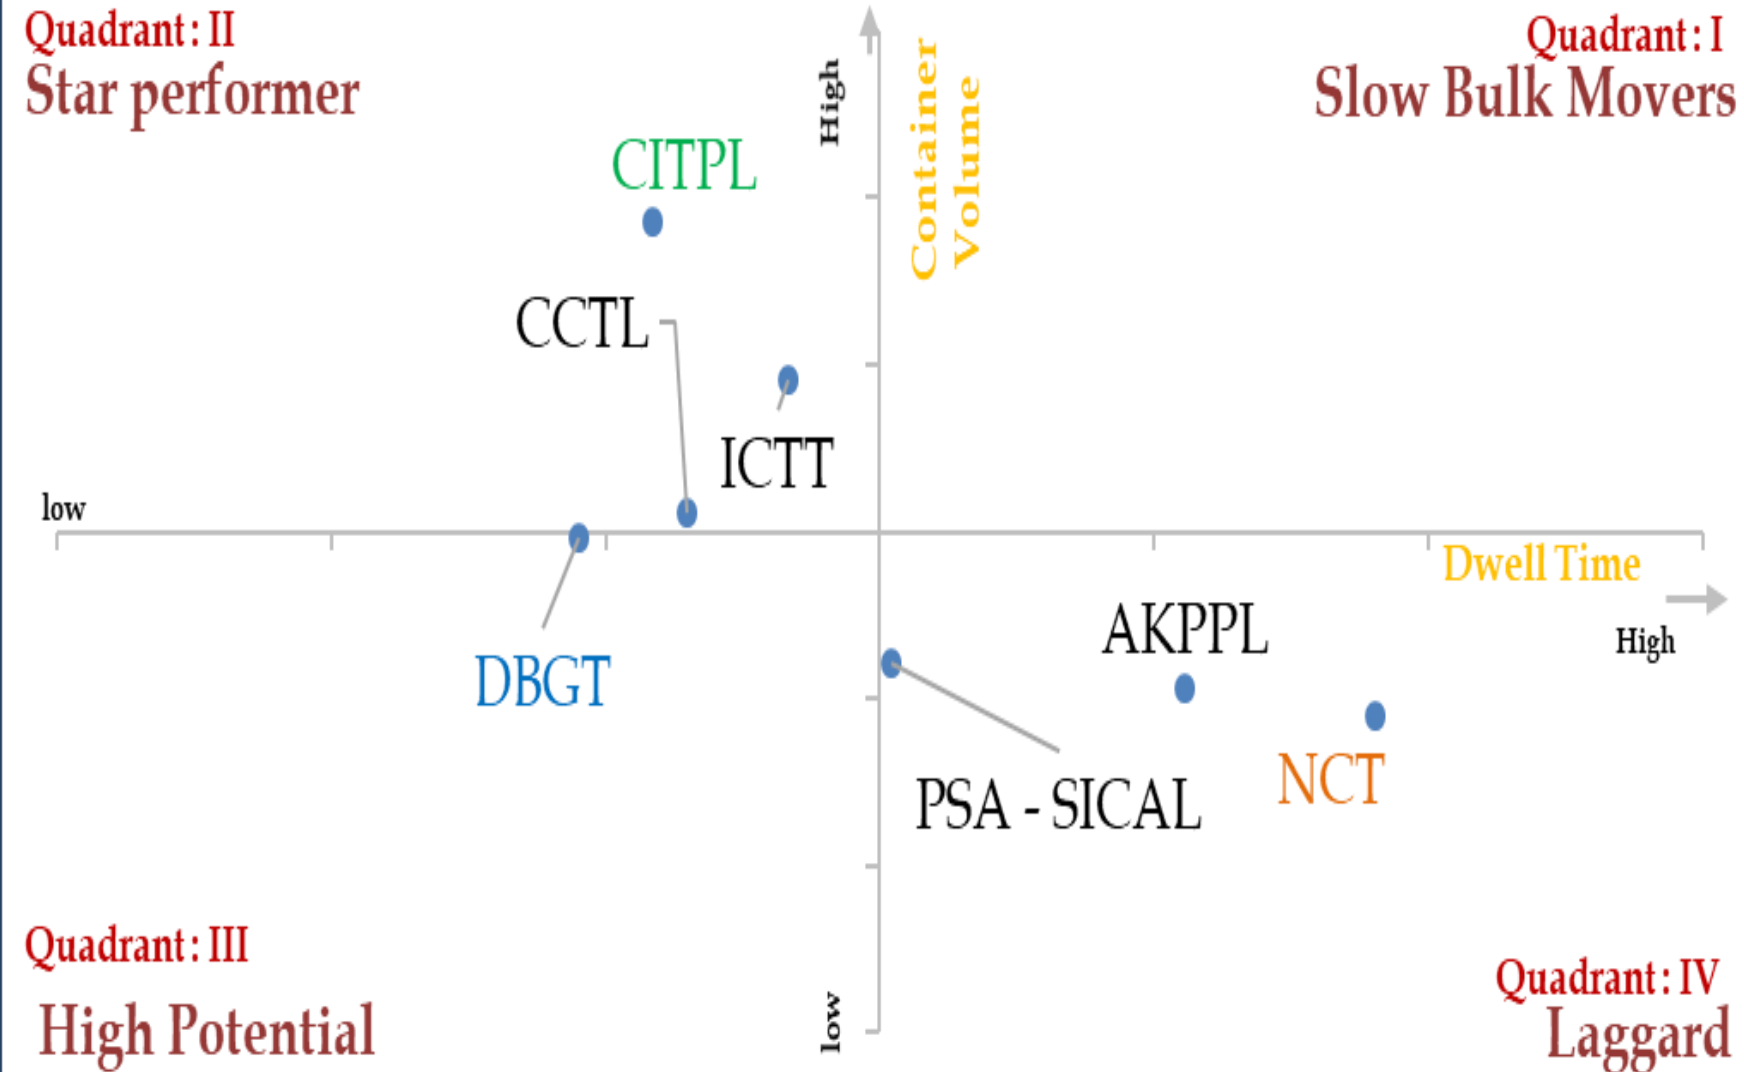 Quadrant: II
Star performer
Quadrant: I
Slow Bulk Movers
High
Container
Volume
CITPL
CCTL
ICTT
low
Dwell Time
High
DBGT
AKPPL
PSA - SICAL
NCT
Quadrant: III
High Potential
low
Quadrant: IV
Laggard